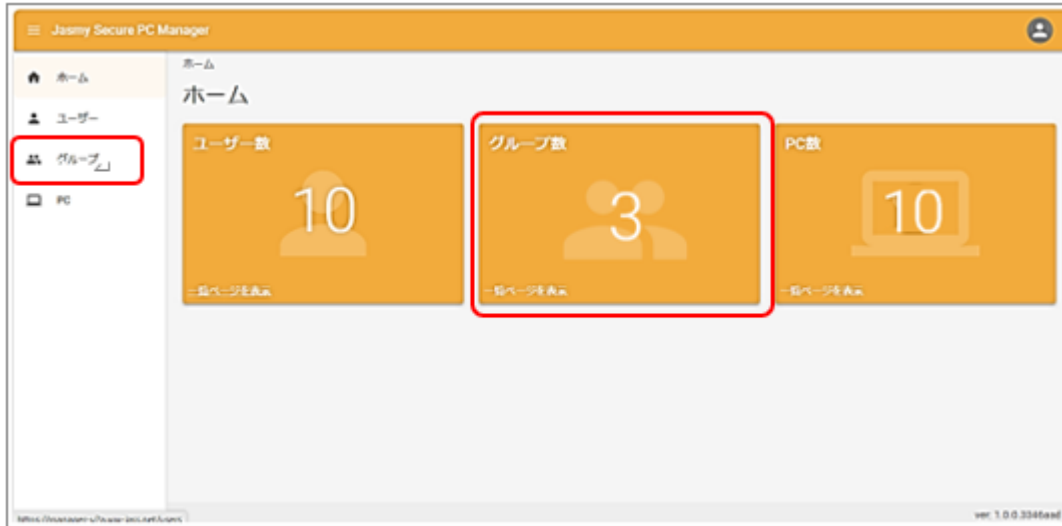 Jasmy Secure PC Manager
ホーム
ユーザー
グループ
PC
ホーム
ホーム
ユーザー数
10
一覧ページを表示
グループ数
3
一覧ページを表示
PC数
10
一覧ページを表示
ver. 1.0.0.3346aad